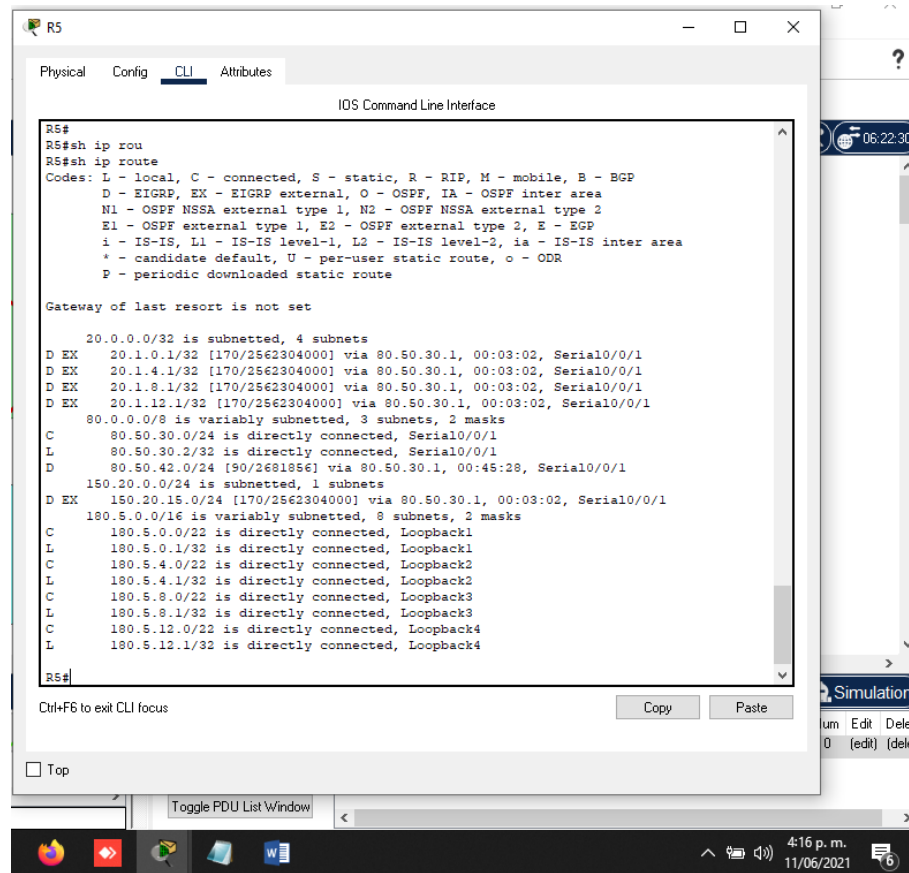 R5
?
Physical Config CLI Attributes
IOS Command Line Interface
06:22:30
R5#
R5#sh ip rou
R5#sh ip route
Codes: L - local, C - connected, S - static, R - RIP, M - mobile, B - BGP
D - EIGRP, EX - EIGRP external, O - OSPF, IA - OSPF inter area
N1 - OSPF NSSA external type 1, N2 - OSPF NSSA external type 2
E1 - OSPF external type 1, E2 - OSPF external type 2, E - EGP
i - IS-IS, L1 - IS-IS level-1, L2 - IS-IS level-2, ia - IS-IS inter area
* - candidate default, U - per-user static route, o - ODR
P - periodic downloaded static route
Gateway of last resort is not set
20.0.0.0/32 is subnetted, 4 subnets
D EX 20.1.0.1/32 [170/2562304000] via 80.50.30.1, 00:03:02, Serial0/0/1
D EX 20.1.4.1/32 [170/2562304000] via 80.50.30.1, 00:03:02, Serial0/0/1
D EX 20.1.8.1/32 [170/2562304000] via 80.50.30.1, 00:03:02, Serial0/0/1
D EX 20.1.12.1/32 [170/2562304000] via 80.50.30.1, 00:03:02, Serial0/0/1
80.0.0.0/8 is variably subnetted, 3 subnets, 2 masks
C 80.50.30.0/24 is directly connected, Serial0/0/1
L 80.50.30.2/32 is directly connected, Serial0/0/1
D 80.50.42.0/24 [90/2681856] via 80.50.30.1, 00:45:28, Serial0/0/1
150.20.0.0/24 is subnetted, 1 subnets
D EX 150.20.15.0/24 [170/2562304000] via 80.50.30.1, 00:03:02, Serial0/0/1
180.5.0.0/16 is variably subnetted, 8 subnets, 2 masks
C 180.5.0.0/22 is directly connected, Loopback1
L 180.5.0.1/32 is directly connected, Loopback1
C 180.5.4.0/22 is directly connected, Loopback2
L 180.5.4.1/32 is directly connected, Loopback2
C 180.5.8.0/22 is directly connected, Loopback3
L 180.5.8.1/32 is directly connected, Loopback3
C 180.5.12.0/22 is directly connected, Loopback4
L 180.5.12.1/32 is directly connected, Loopback4
R5#
Simulation
Ctrl+F6 to exit CLI focus Copy Paste
Edit
0 (edit)
Top
Toggle PDU List Window
4:16 p. m.
11/06/2021
6